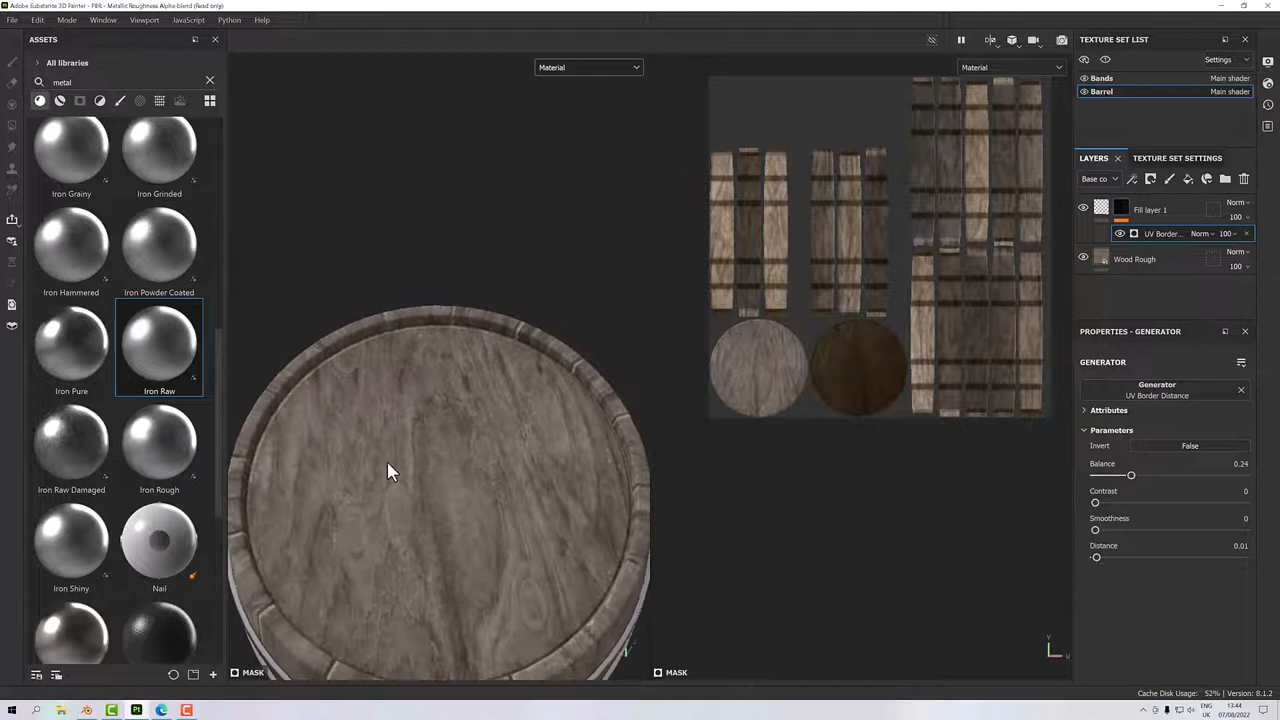 Adobe Substance 3D Painter - PBR - Metallic Roughness Alpha-blend (Read only)
File Edit Mode Window Viewport JavaScript Python Help
ASSETS
All libraries
metal
Iron Grainy Iron Grinded
Iron Hammered Iron Powder Coated
Iron Pure Iron Raw
Iron Raw Damaged Iron Rough
Iron Shiny Nail
Material
MASK
Material
MASK
TEXTURE SET LIST
Settings
Bands Main shader
Barrel Main shader
LAYERS TEXTURE SET SETTINGS
Base co
Fill layer 1 Norm
100
UV Border... Norm 100
Wood Rough Norm
100
PROPERTIES - GENERATOR
GENERATOR
Generator
UV Border Distance
Attributes
Parameters
Invert False
Balance 0.24
Contrast 0
Smoothness 0
Distance 0.01
Cache Disk Usage: 52% | Version: 8.1.2
Pt
ENG 13:44
UK 07/08/2022